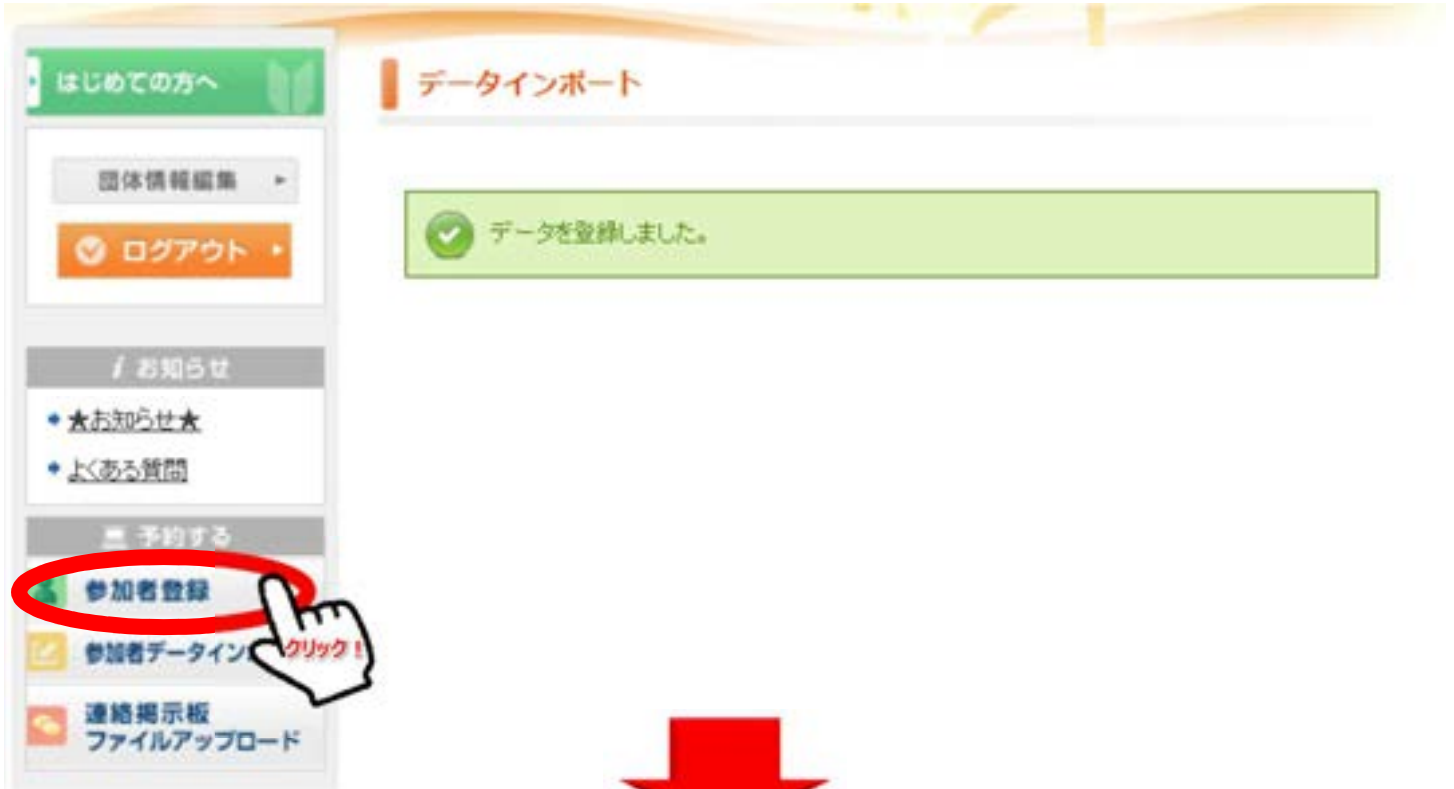 はじめての方へ
データインポート
団体情報編集
ログアウト
データを登録しました。
i お知らせ
★お知らせ★
よくある質問
予約する
参加者登録
クリック！
参加者データイン
連絡掲示板
ファイルアップロード